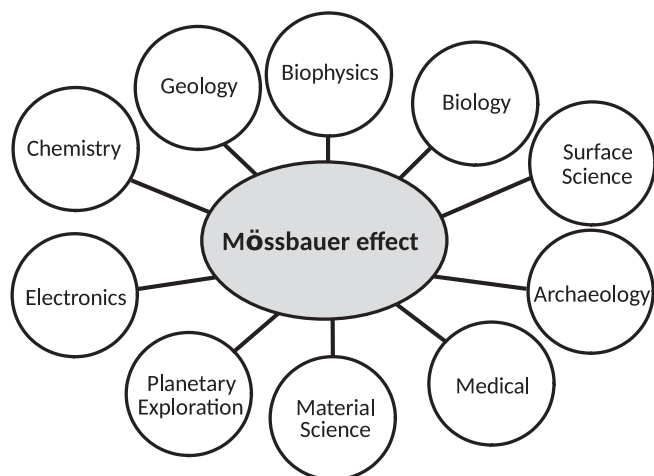 Biophysics
Geology
Biology
Chemistry
Surface
Science
Mössbauer effect
Electronics
Archaeology
Planetary
Exploration
Medical
Material
Science